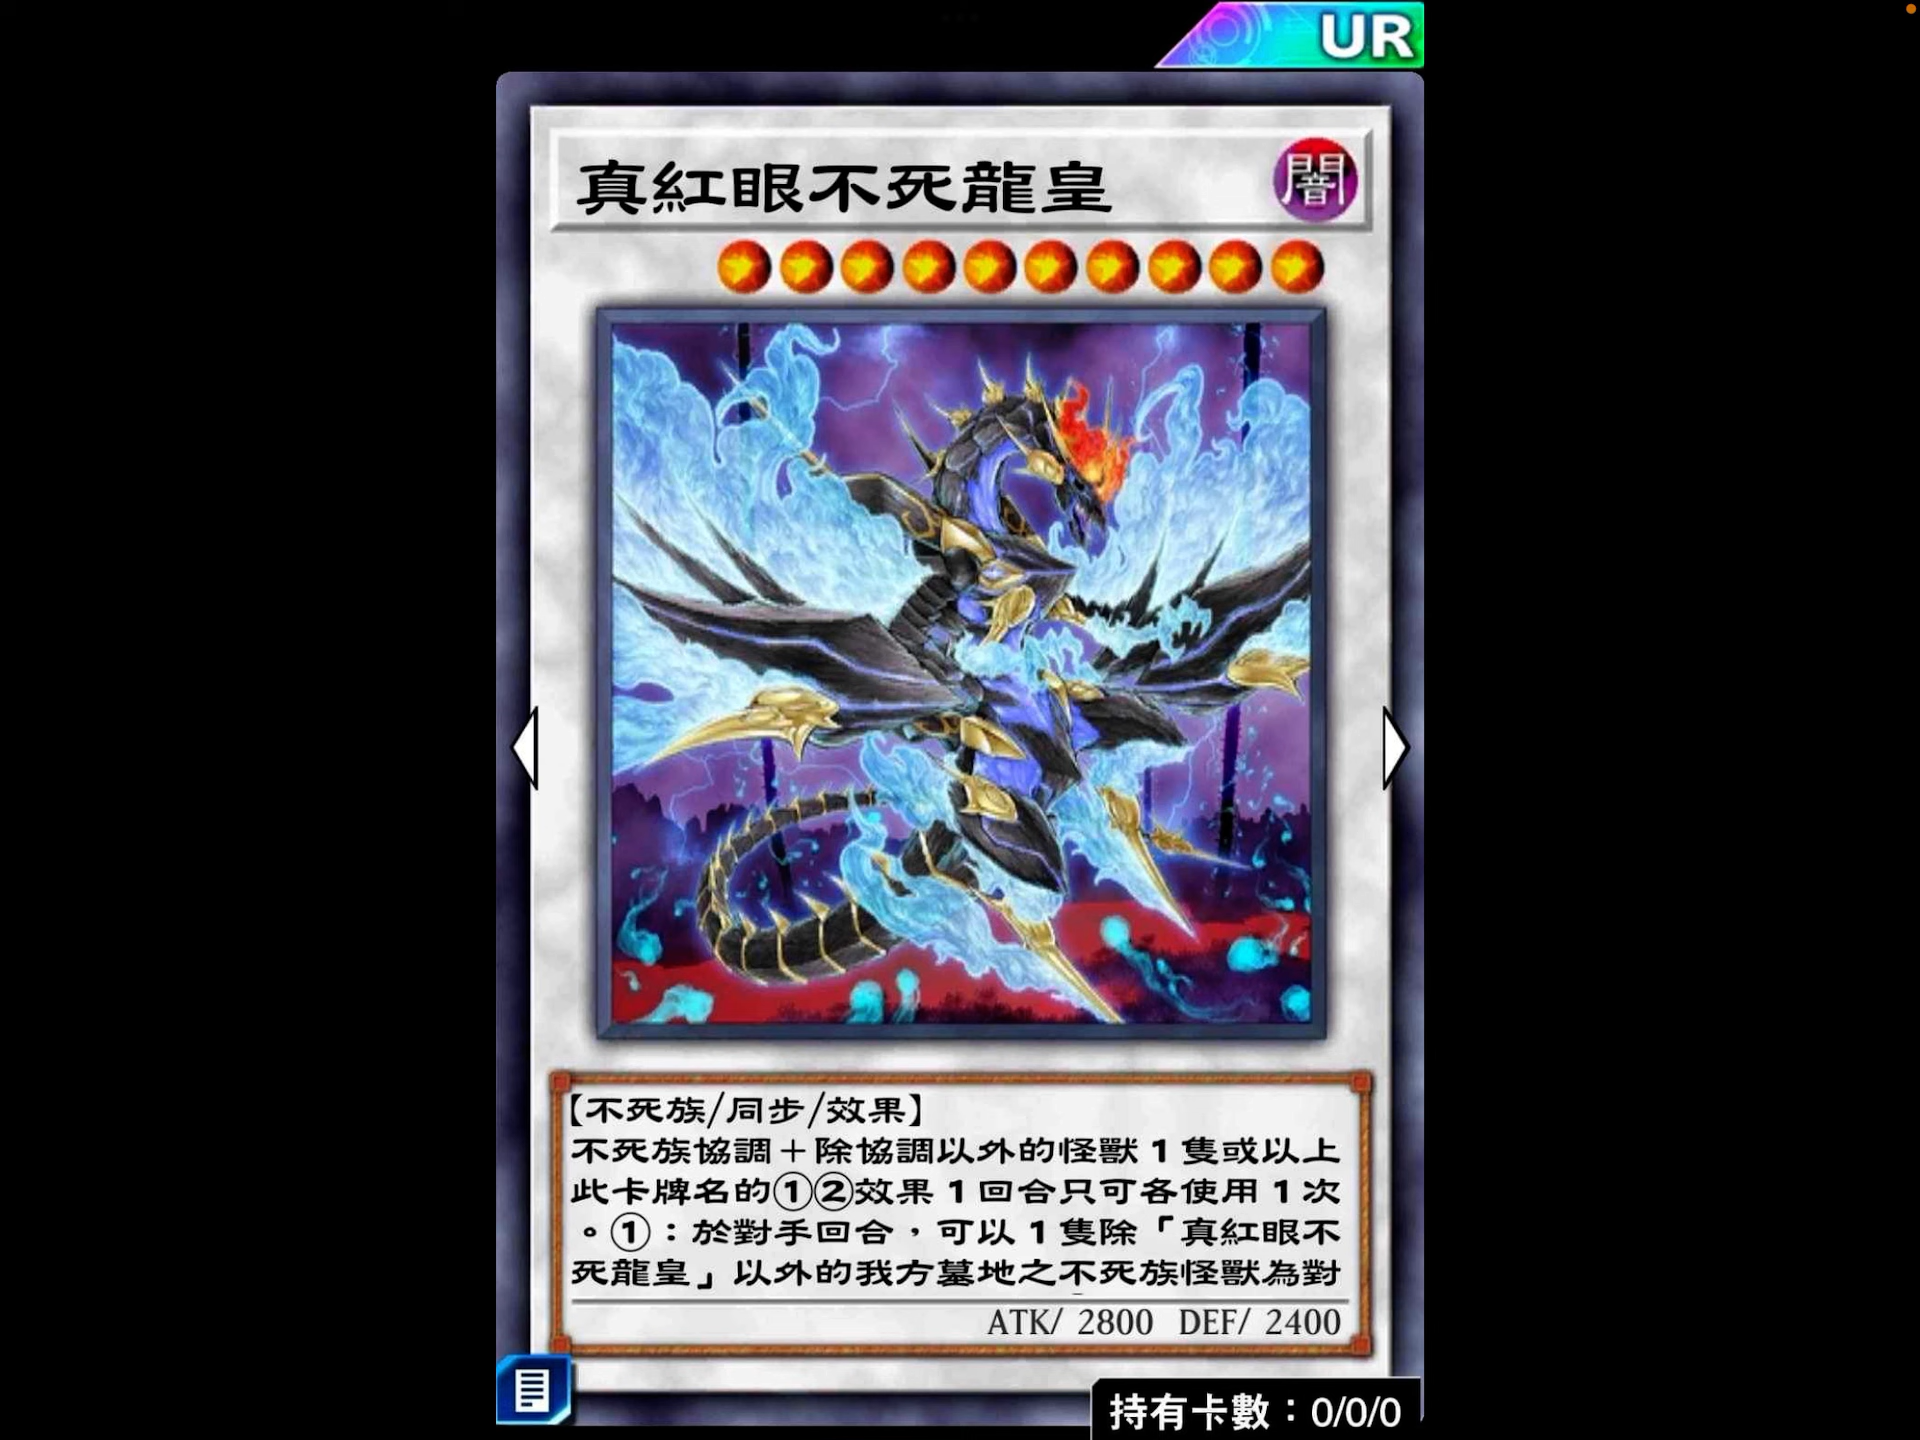 UR
真紅眼不死龍皇
闇
【不死族/同步/效果】
不死族協調＋除協調以外的怪獸1隻或以上
此卡牌名的①②效果1回合只可各使用1次
。①：於對手回合，可以1隻除「真紅眼不
死龍皇」以外的我方墓地之不死族怪獸為對
ATK/ 2800 DEF/ 2400
持有卡數：0/0/0